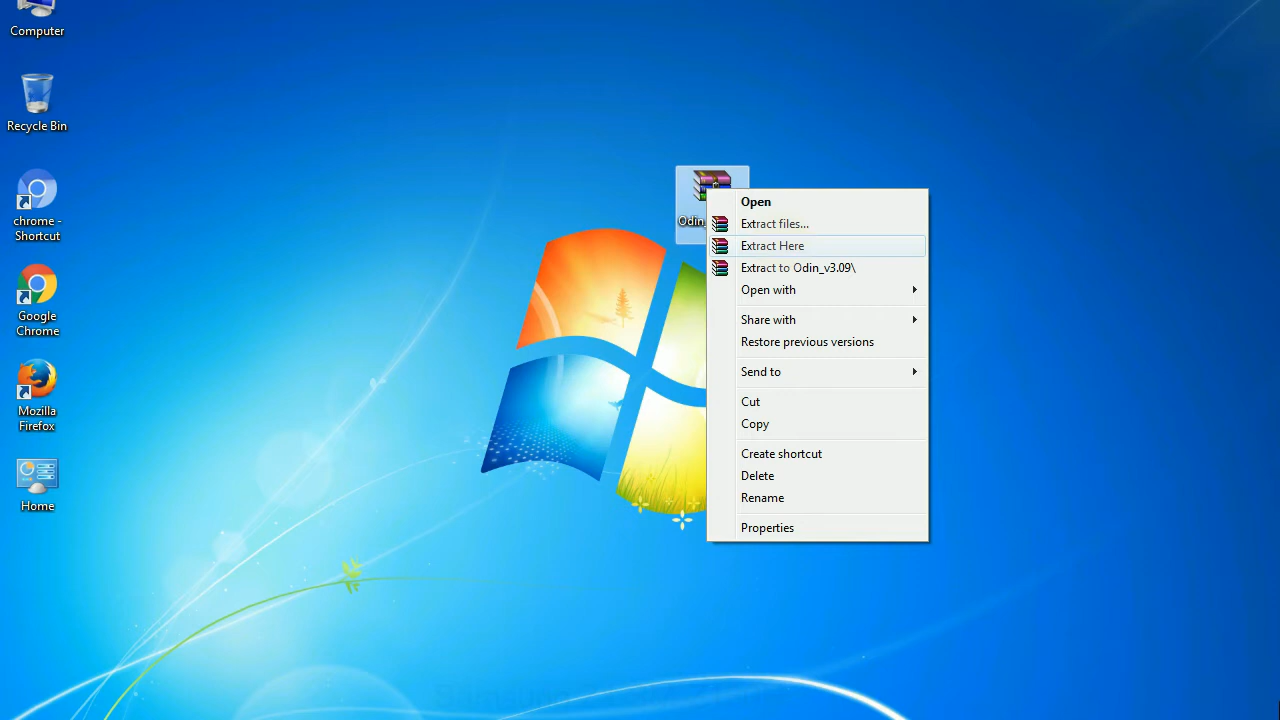 Computer
Recycle Bin
chrome -
Shortcut
Google
Chrome
Mozilla
Firefox
Home
Open
Extract files...
Extract Here
Extract to Odin_v3.09\
Open with
Share with
Restore previous versions
Send to
Cut
Copy
Create shortcut
Delete
Rename
Properties